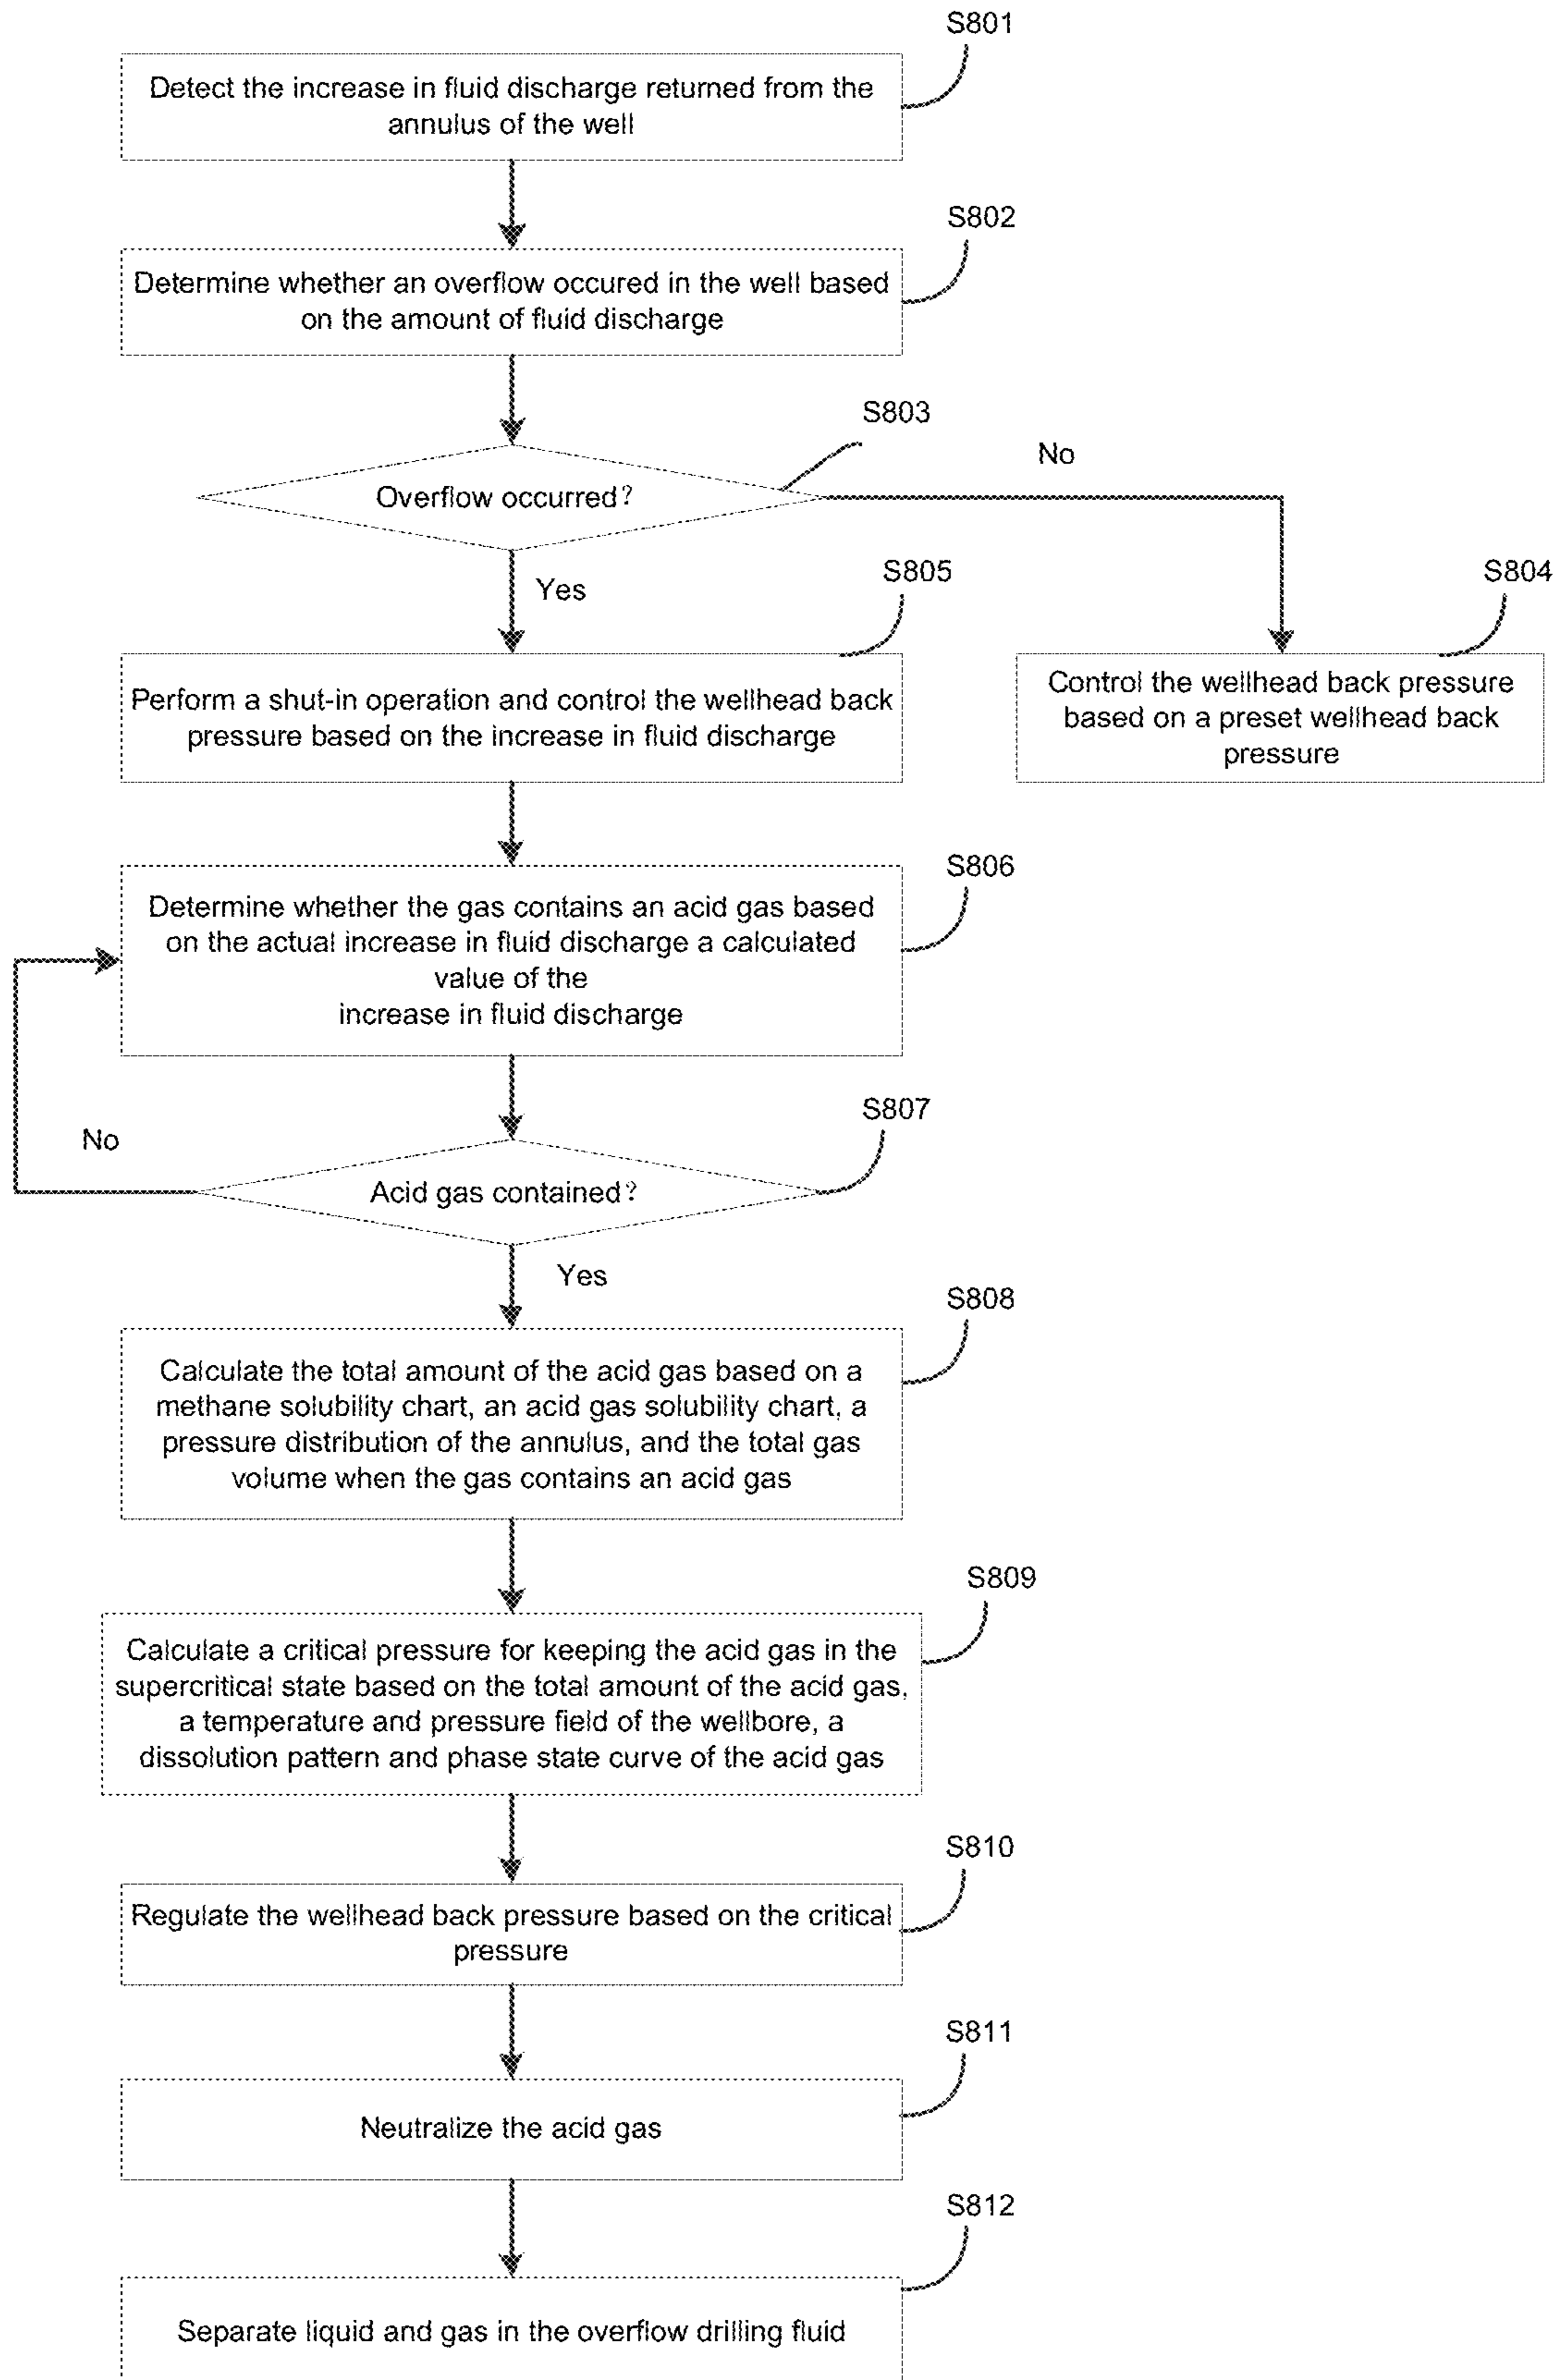 S801
Detect the increase in fluid discharge returned from the
annulus of the well
S802
Determine whether an overflow occured in the well based
on the amount of fluid discharge
S803
No
Overflow occurred?
Yes
S805
S804
Perform a shut-in operation and control the wellhead back
pressure based on the increase in fluid discharge
Control the wellhead back pressure
based on a preset wellhead back
pressure
S806
Determine whether the gas contains an acid gas based
on the actual increase in fluid discharge a calculated
value of the
increase in fluid discharge
S807
No
Acid gas contained?
Yes
S808
Calculate the total amount of the acid gas based on a
methane solubility chart, an acid gas solubility chart, a
pressure distribution of the annulus, and the total gas
volume when the gas contains an acid gas
S809
Calculate a critical pressure for keeping the acid gas in the
supercritical state based on the total amount of the acid gas,
a temperature and pressure field of the wellbore, a
dissolution pattern and phase state curve of the acid gas
S810
Regulate the wellhead back pressure based on the critical
pressure
S811
Neutralize the acid gas
S812
Separate liquid and gas in the overflow drilling fluid